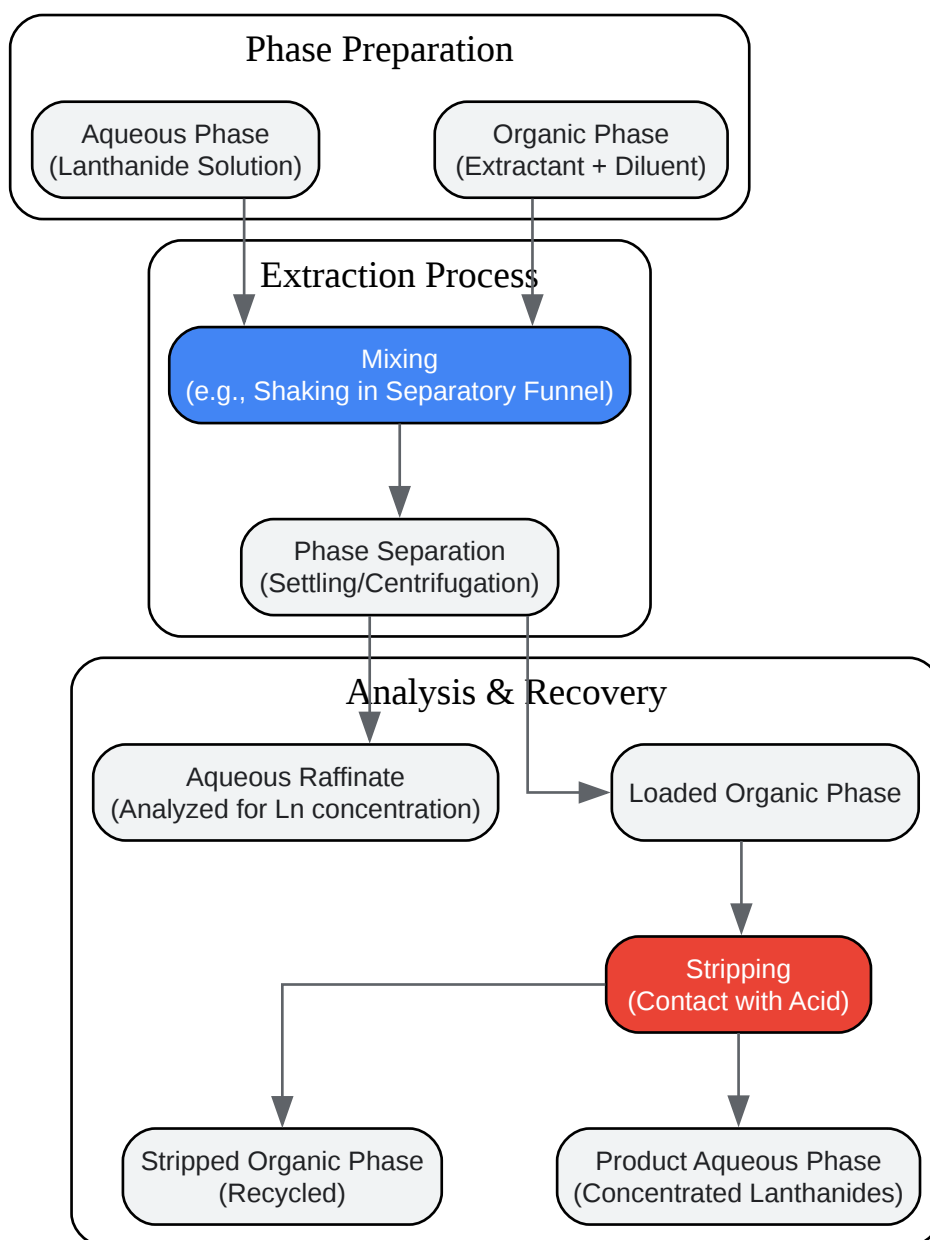 Phase Preparation
Aqueous Phase
(Lanthanide Solution)
Organic Phase
(Extractant + Diluent)
Extraction Process
Mixing
(e.g., Shaking in Separatory Funnel)
Phase Separation
(Settling/Centrifugation)
Analysis & Recovery
Aqueous Raffinate
(Analyzed for Ln concentration)
Loaded Organic Phase
Stripping
(Contact with Acid)
Stripped Organic Phase
(Recycled)
Product Aqueous Phase
(Concentrated Lanthanides)